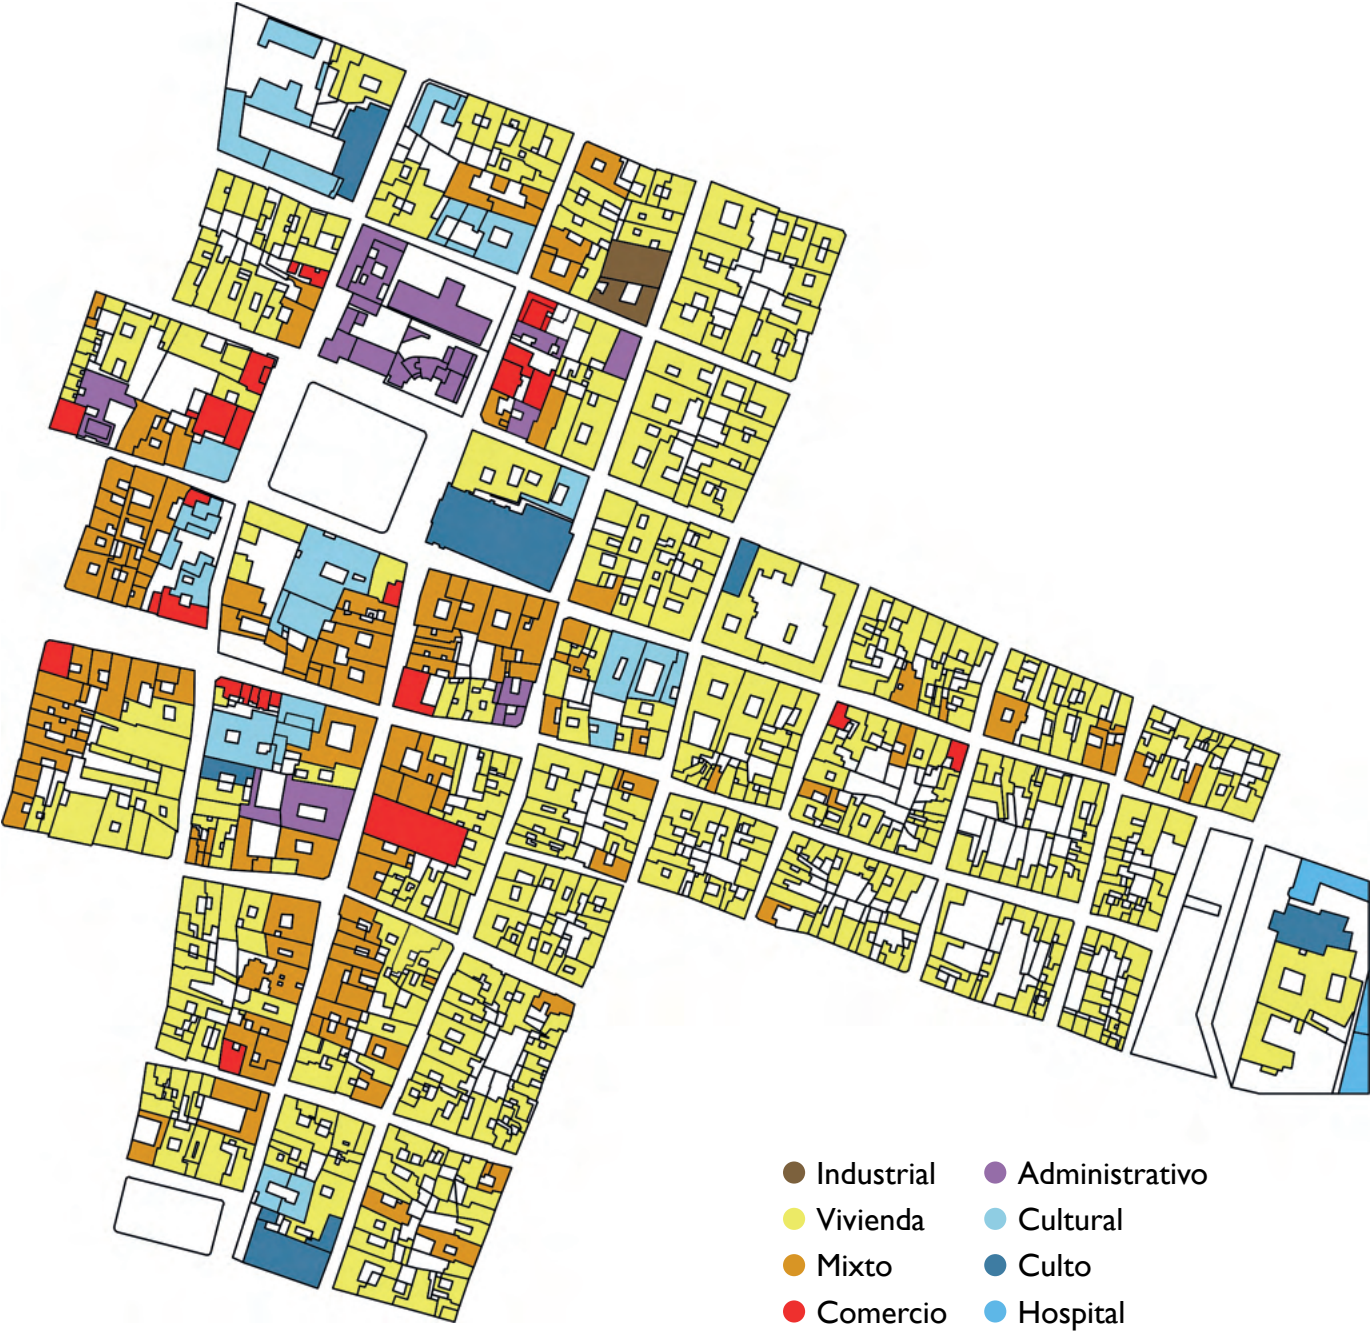 Industrial
Vivienda
Mixto
Comercio
Administrativo
Cultural
Culto
Hospital